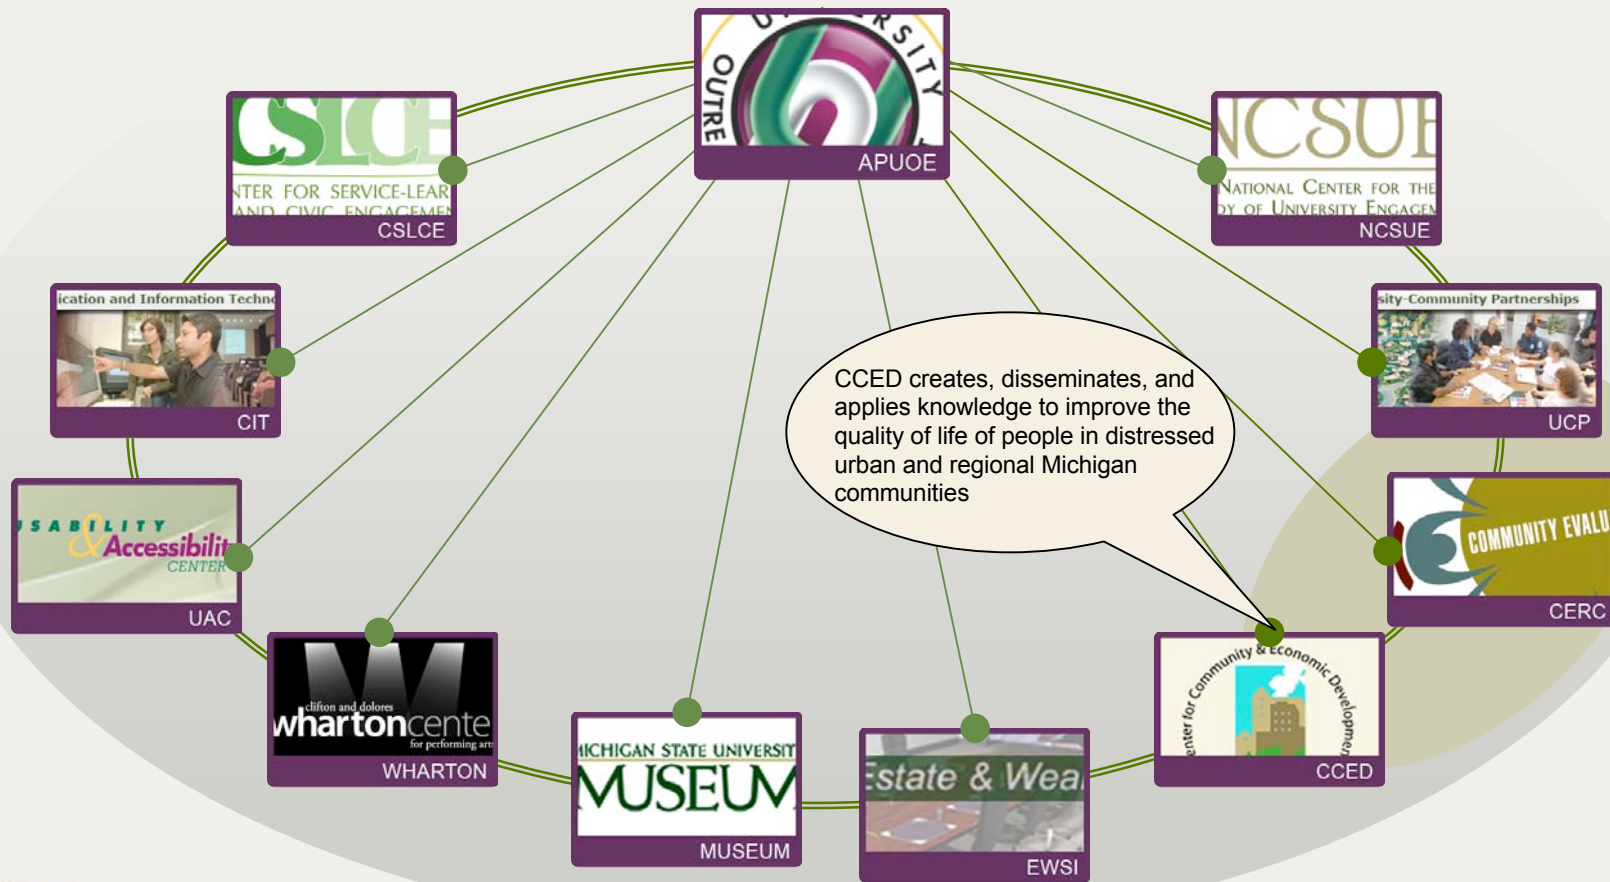 UNIVERSITY
OUTRE
APUOE
CSLCE
NTER FOR SERVICE-LEAR
AND CIVIC ENGAGEMEN
CSLCE
NCSUE
NATIONAL CENTER FOR THE
DY OF UNIVERSITY ENGAGEM
NCSUE
ication and Information Techno
CIT
sity-Community Partnerships
UCP
CCED creates, disseminates, and
applies knowledge to improve the
quality of life of people in distressed
urban and regional Michigan
communities
USABILITY
& Accessibilit
CENTER
UAC
COMMUNITY EVALU
CERC
clifton and dolores
whartoncente
for performing art
WHARTON
MICHIGAN STATE UNIVERSIT
MUSEUM
MUSEUM
Estate & Weal
EWSI
enter for Community & Economic Development
CCED